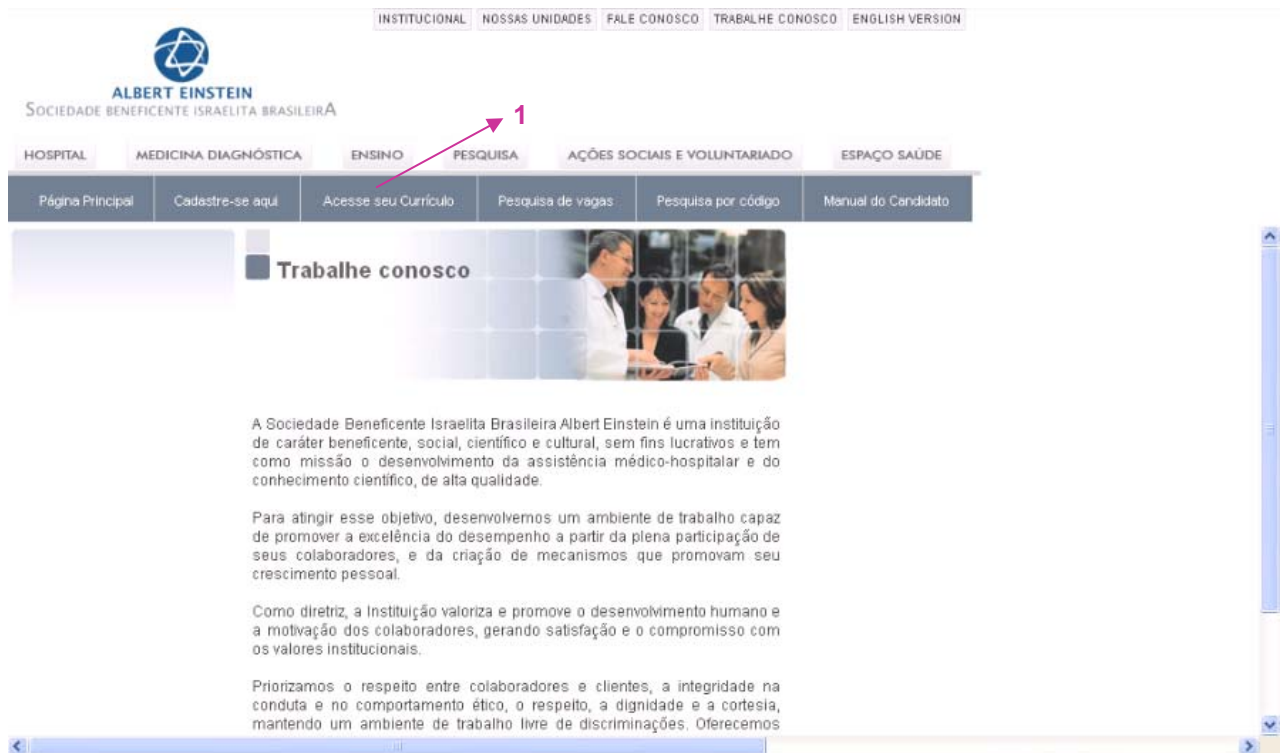 INSTITUCIONAL NOSSAS UNIDADES FALE CONOSCO TRABALHE CONOSCO ENGLISH VERSION
ALBERT EINSTEIN
SOCIEDADE BENEFICENTE ISRAELITA BRASILEIRA
1
HOSPITAL MEDICINA DIAGNÓSTICA ENSINO PESQUISA AÇÕES SOCIAIS E VOLUNTARIADO ESPAÇO SAÚDE
Página Principal Cadastre-se aqui Acesse seu Currículo Pesquisa de vagas Pesquisa por código Manual do Candidato
Trabalhe conosco
A Sociedade Beneficente Israelita Brasileira Albert Einstein é uma instituição
de caráter beneficente, social, científico e cultural, sem fins lucrativos e tem
como missão o desenvolvimento da assistência médico-hospitalar e do
conhecimento científico, de alta qualidade.
Para atingir esse objetivo, desenvolvemos um ambiente de trabalho capaz
de promover a excelência do desempenho a partir da plena participação de
seus colaboradores, e da criação de mecanismos que promovam seu
crescimento pessoal.
Como diretriz, a Instituição valoriza e promove o desenvolvimento humano e
a motivação dos colaboradores, gerando satisfação e o compromisso com
os valores institucionais.
Priorizamos o respeito entre colaboradores e clientes, a integridade na
conduta e no comportamento ético, o respeito, a dignidade e a cortesia,
mantendo um ambiente de trabalho livre de discriminações. Oferecemos